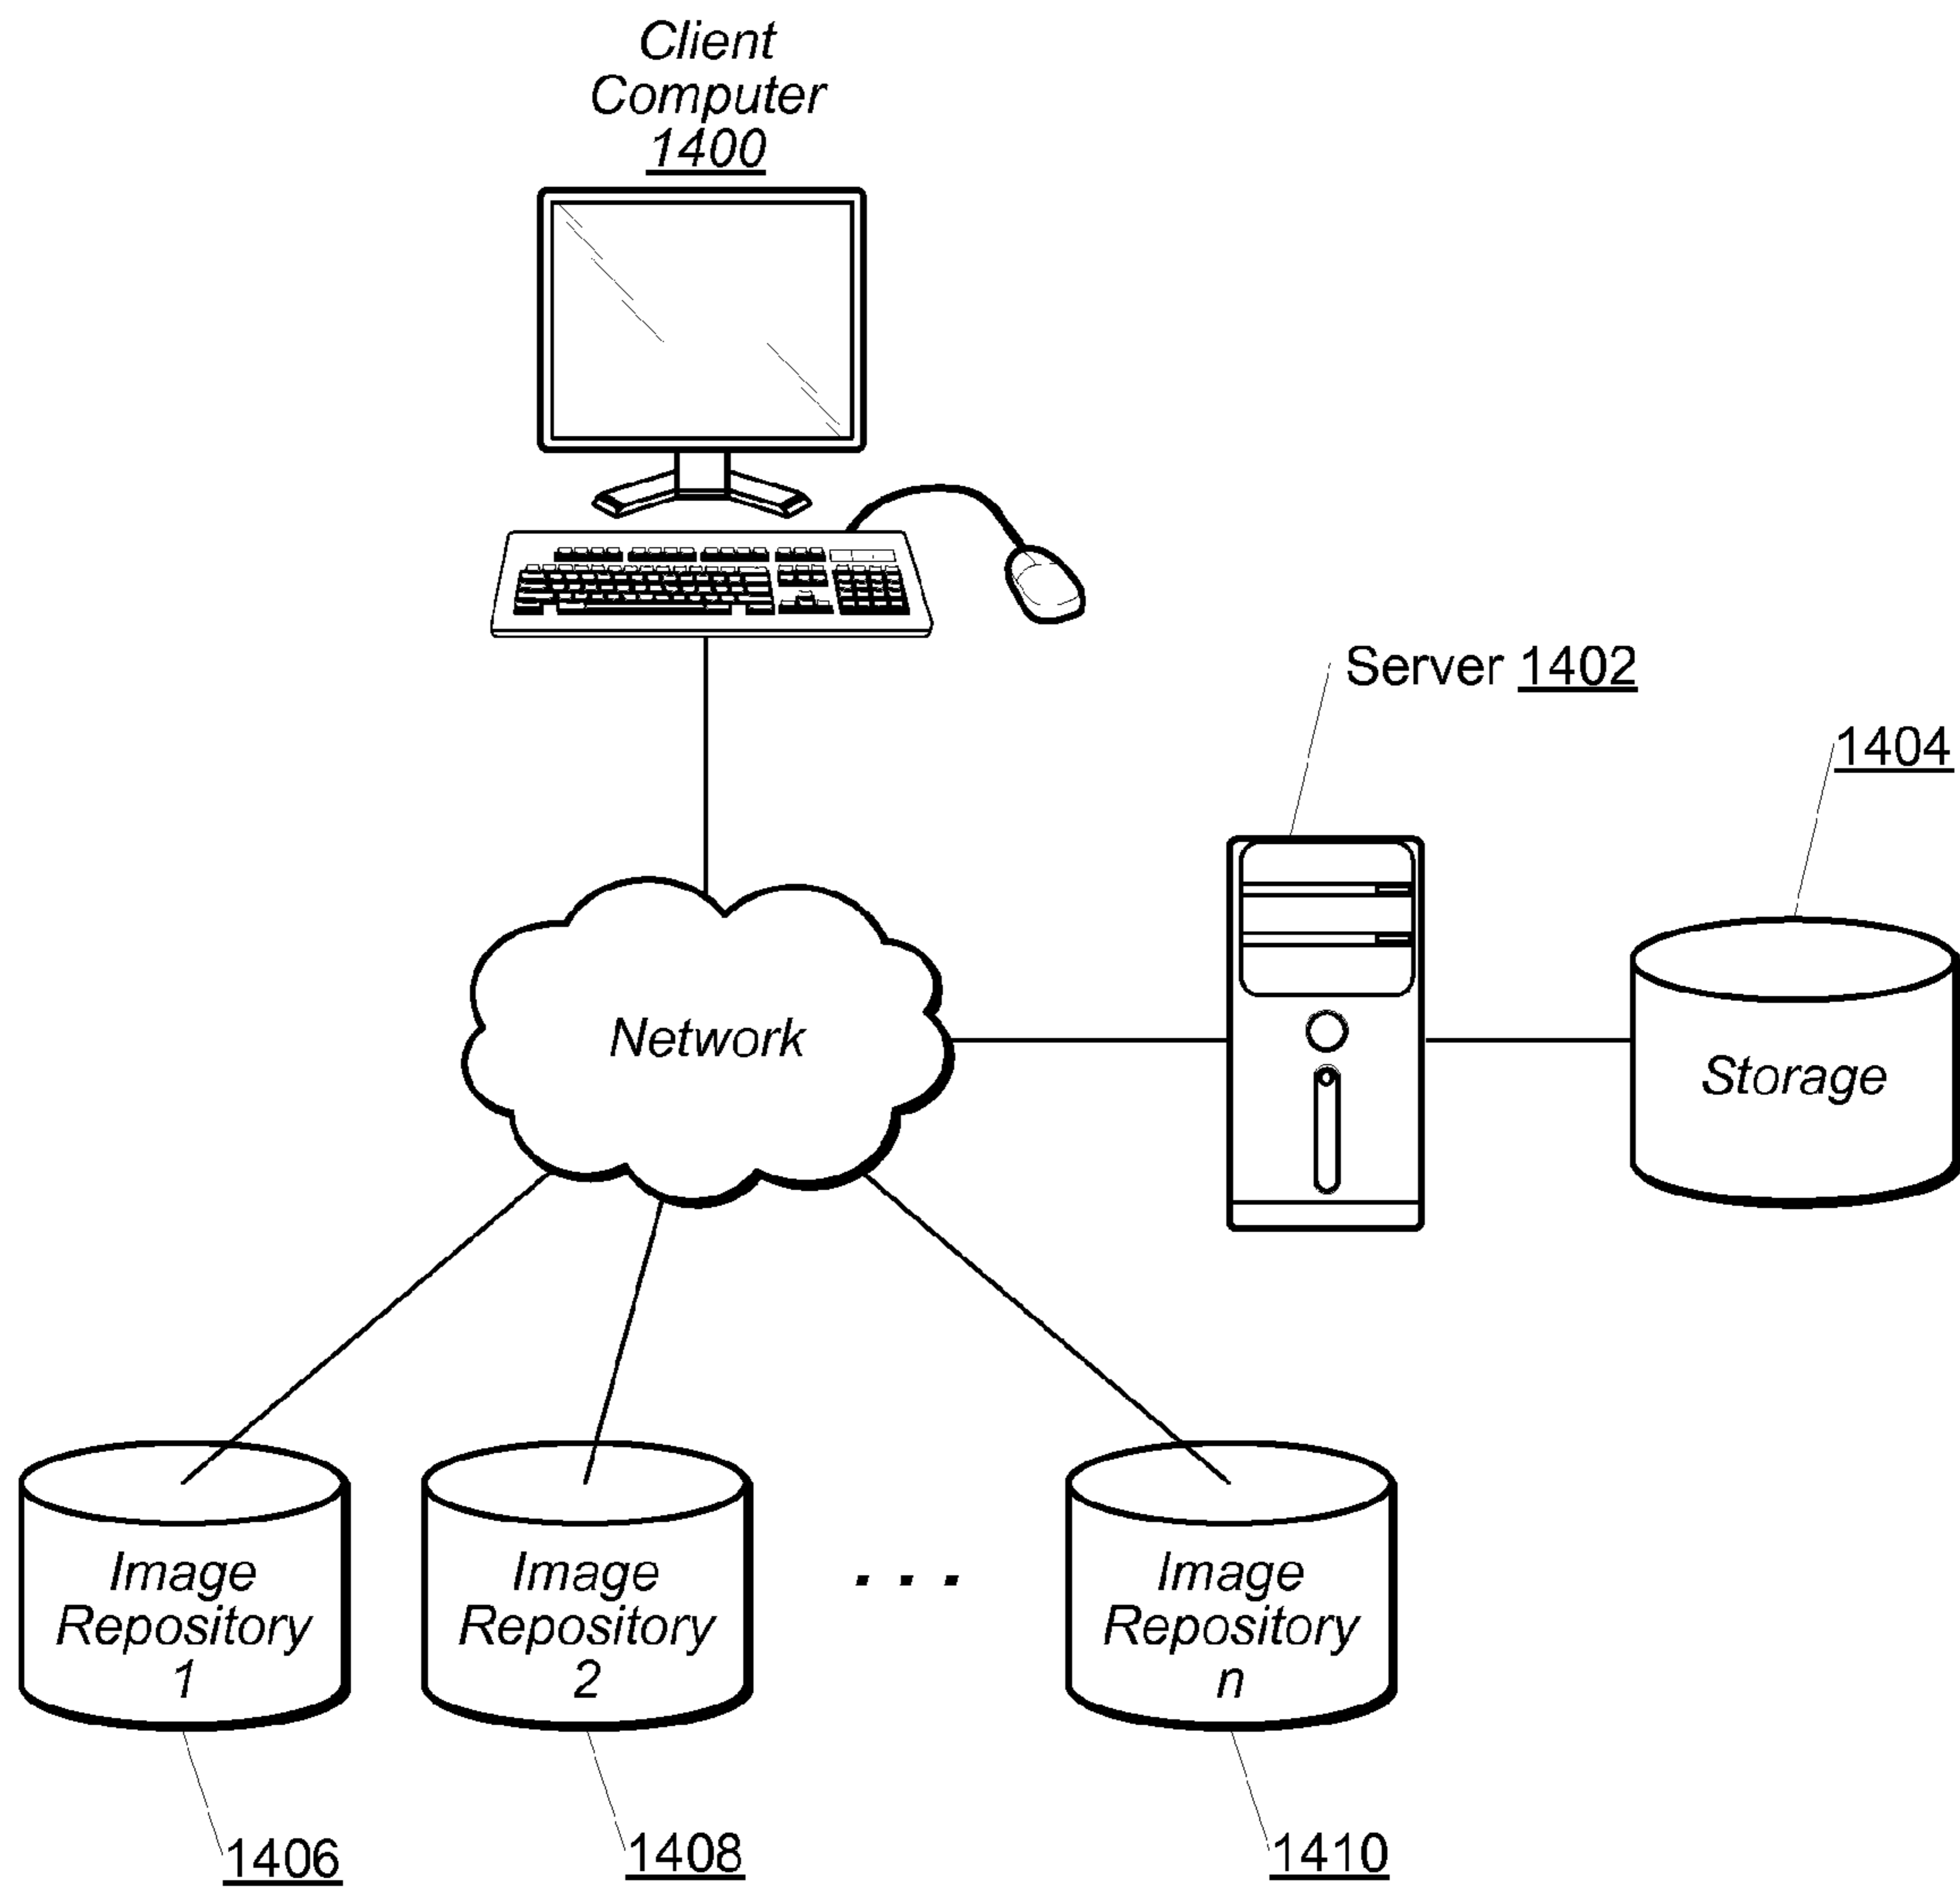 Client
Computer
1400
Server 1402
1404
Network
Storage
Image
Repository
1
Image
Repository
2
. . .
Image
Repository
n
1406
1408
1410